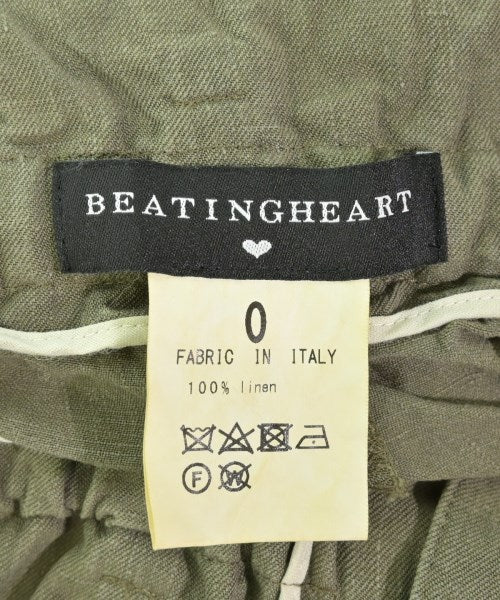 BEATINGHEART
0
FABRIC IN ITALY
100% linen
F W